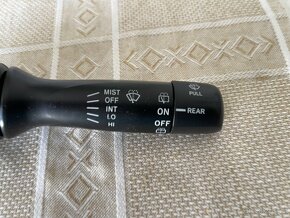 MIST
OFF
INT
LO
HI
ON
OFF
REAR
PULL